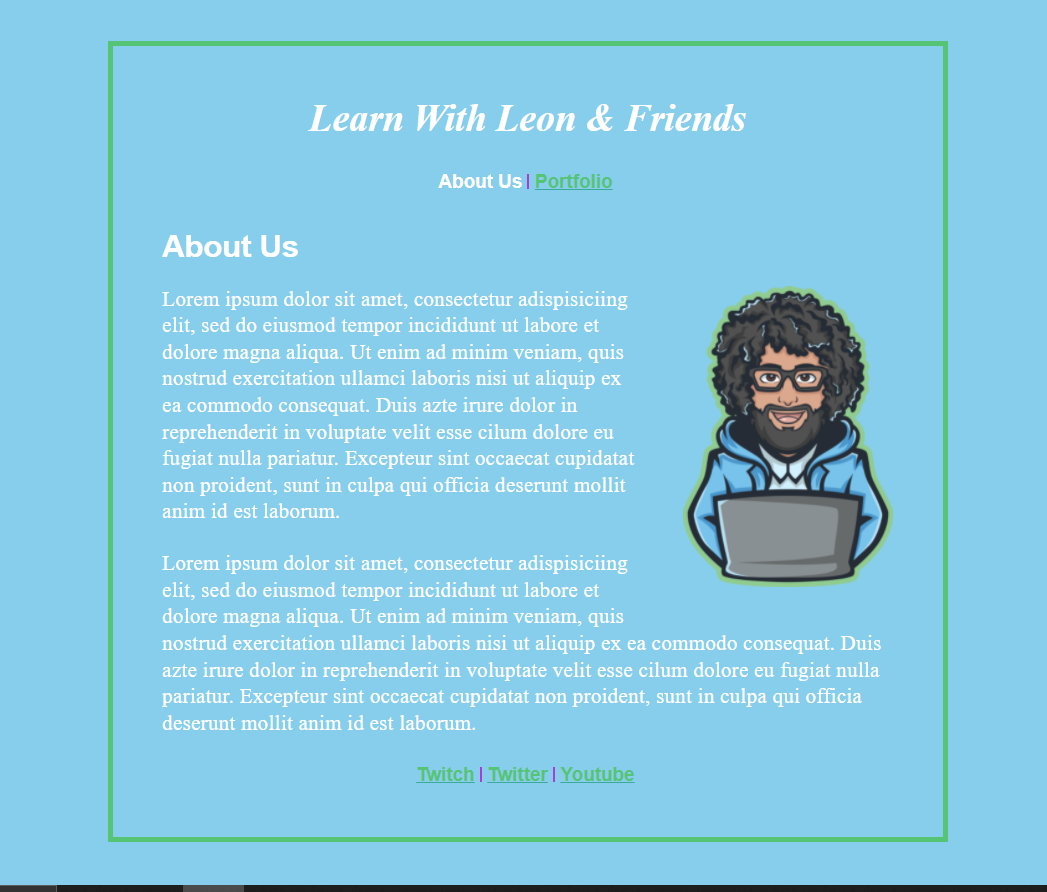 Learn With Leon & Friends
About Us | Portfolio
About Us
Lorem ipsum dolor sit amet, consectetur adispisiciing
elit, sed do eiusmod tempor incididunt ut labore et
dolore magna aliqua. Ut enim ad minim veniam, quis
nostrud exercitation ullamci laboris nisi ut aliquip ex
ea commodo consequat. Duis azte irure dolor in
reprehenderit in voluptate velit esse cilum dolore eu
fugiat nulla pariatur. Excepteur sint occaecat cupidatat
non proident, sunt in culpa qui officia deserunt mollit
anim id est laborum.
Lorem ipsum dolor sit amet, consectetur adispisiciing
elit, sed do eiusmod tempor incididunt ut labore et
dolore magna aliqua. Ut enim ad minim veniam, quis
nostrud exercitation ullamci laboris nisi ut aliquip ex ea commodo consequat. Duis
azte irure dolor in reprehenderit in voluptate velit esse cilum dolore eu fugiat nulla
pariatur. Excepteur sint occaecat cupidatat non proident, sunt in culpa qui officia
deserunt mollit anim id est laborum.
Twitch | Twitter | Youtube